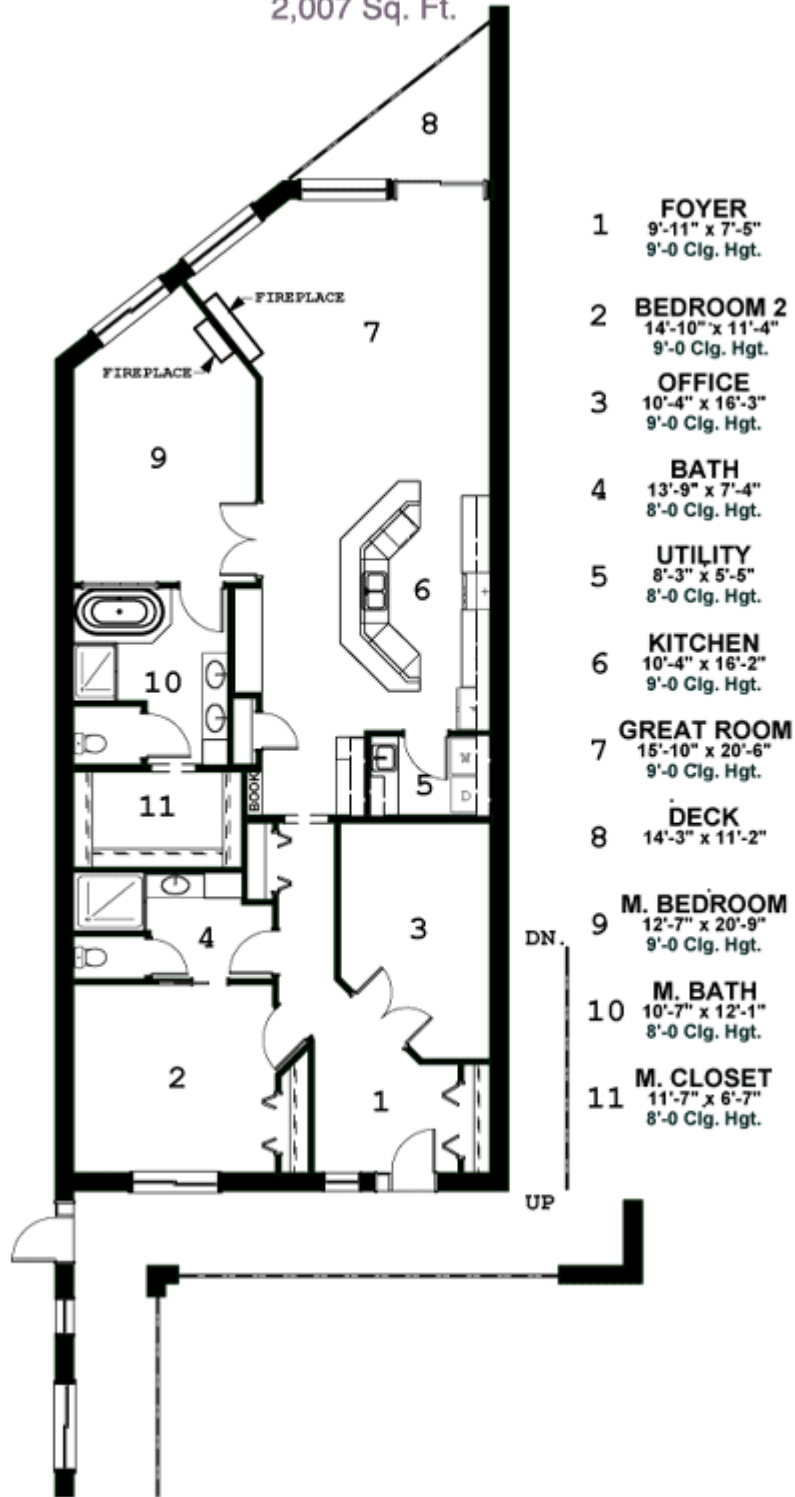 2,007 Sq. Ft.
8
FIREPLACE
7
FIREPLACE
9
6
10
W
5
D
BOOK
11
4
3
DN.
2
1
UP
1 FOYER
9'-11" x 7'-5"
9'-0 Clg. Hgt.
2 BEDROOM 2
14'-10" x 11'-4"
9'-0 Clg. Hgt.
3 OFFICE
10'-4" x 16'-3"
9'-0 Clg. Hgt.
4 BATH
13'-9" x 7'-4"
8'-0 Clg. Hgt.
5 UTILITY
8'-3" x 5'-5"
8'-0 Clg. Hgt.
6 KITCHEN
10'-4" x 16'-2"
9'-0 Clg. Hgt.
7 GREAT ROOM
15'-10" x 20'-6"
9'-0 Clg. Hgt.
8 DECK
14'-3" x 11'-2"
9 M. BEDROOM
12'-7" x 20'-9"
9'-0 Clg. Hgt.
10 M. BATH
10'-7" x 12'-1"
8'-0 Clg. Hgt.
11 M. CLOSET
11'-7" x 6'-7"
8'-0 Clg. Hgt.